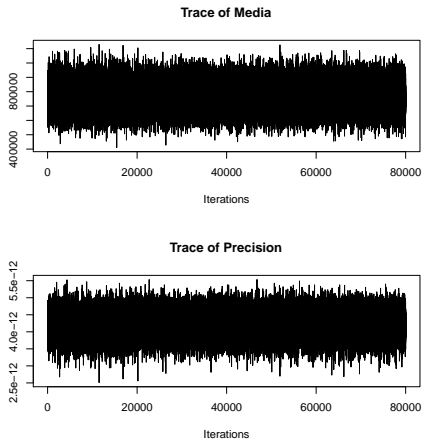 Trace of Media
400000 800000
0 20000 40000 60000 80000
Iterations
Trace of Precision
2.5e−12 4.0e−12 5.5e−12
0 20000 40000 60000 80000
Iterations